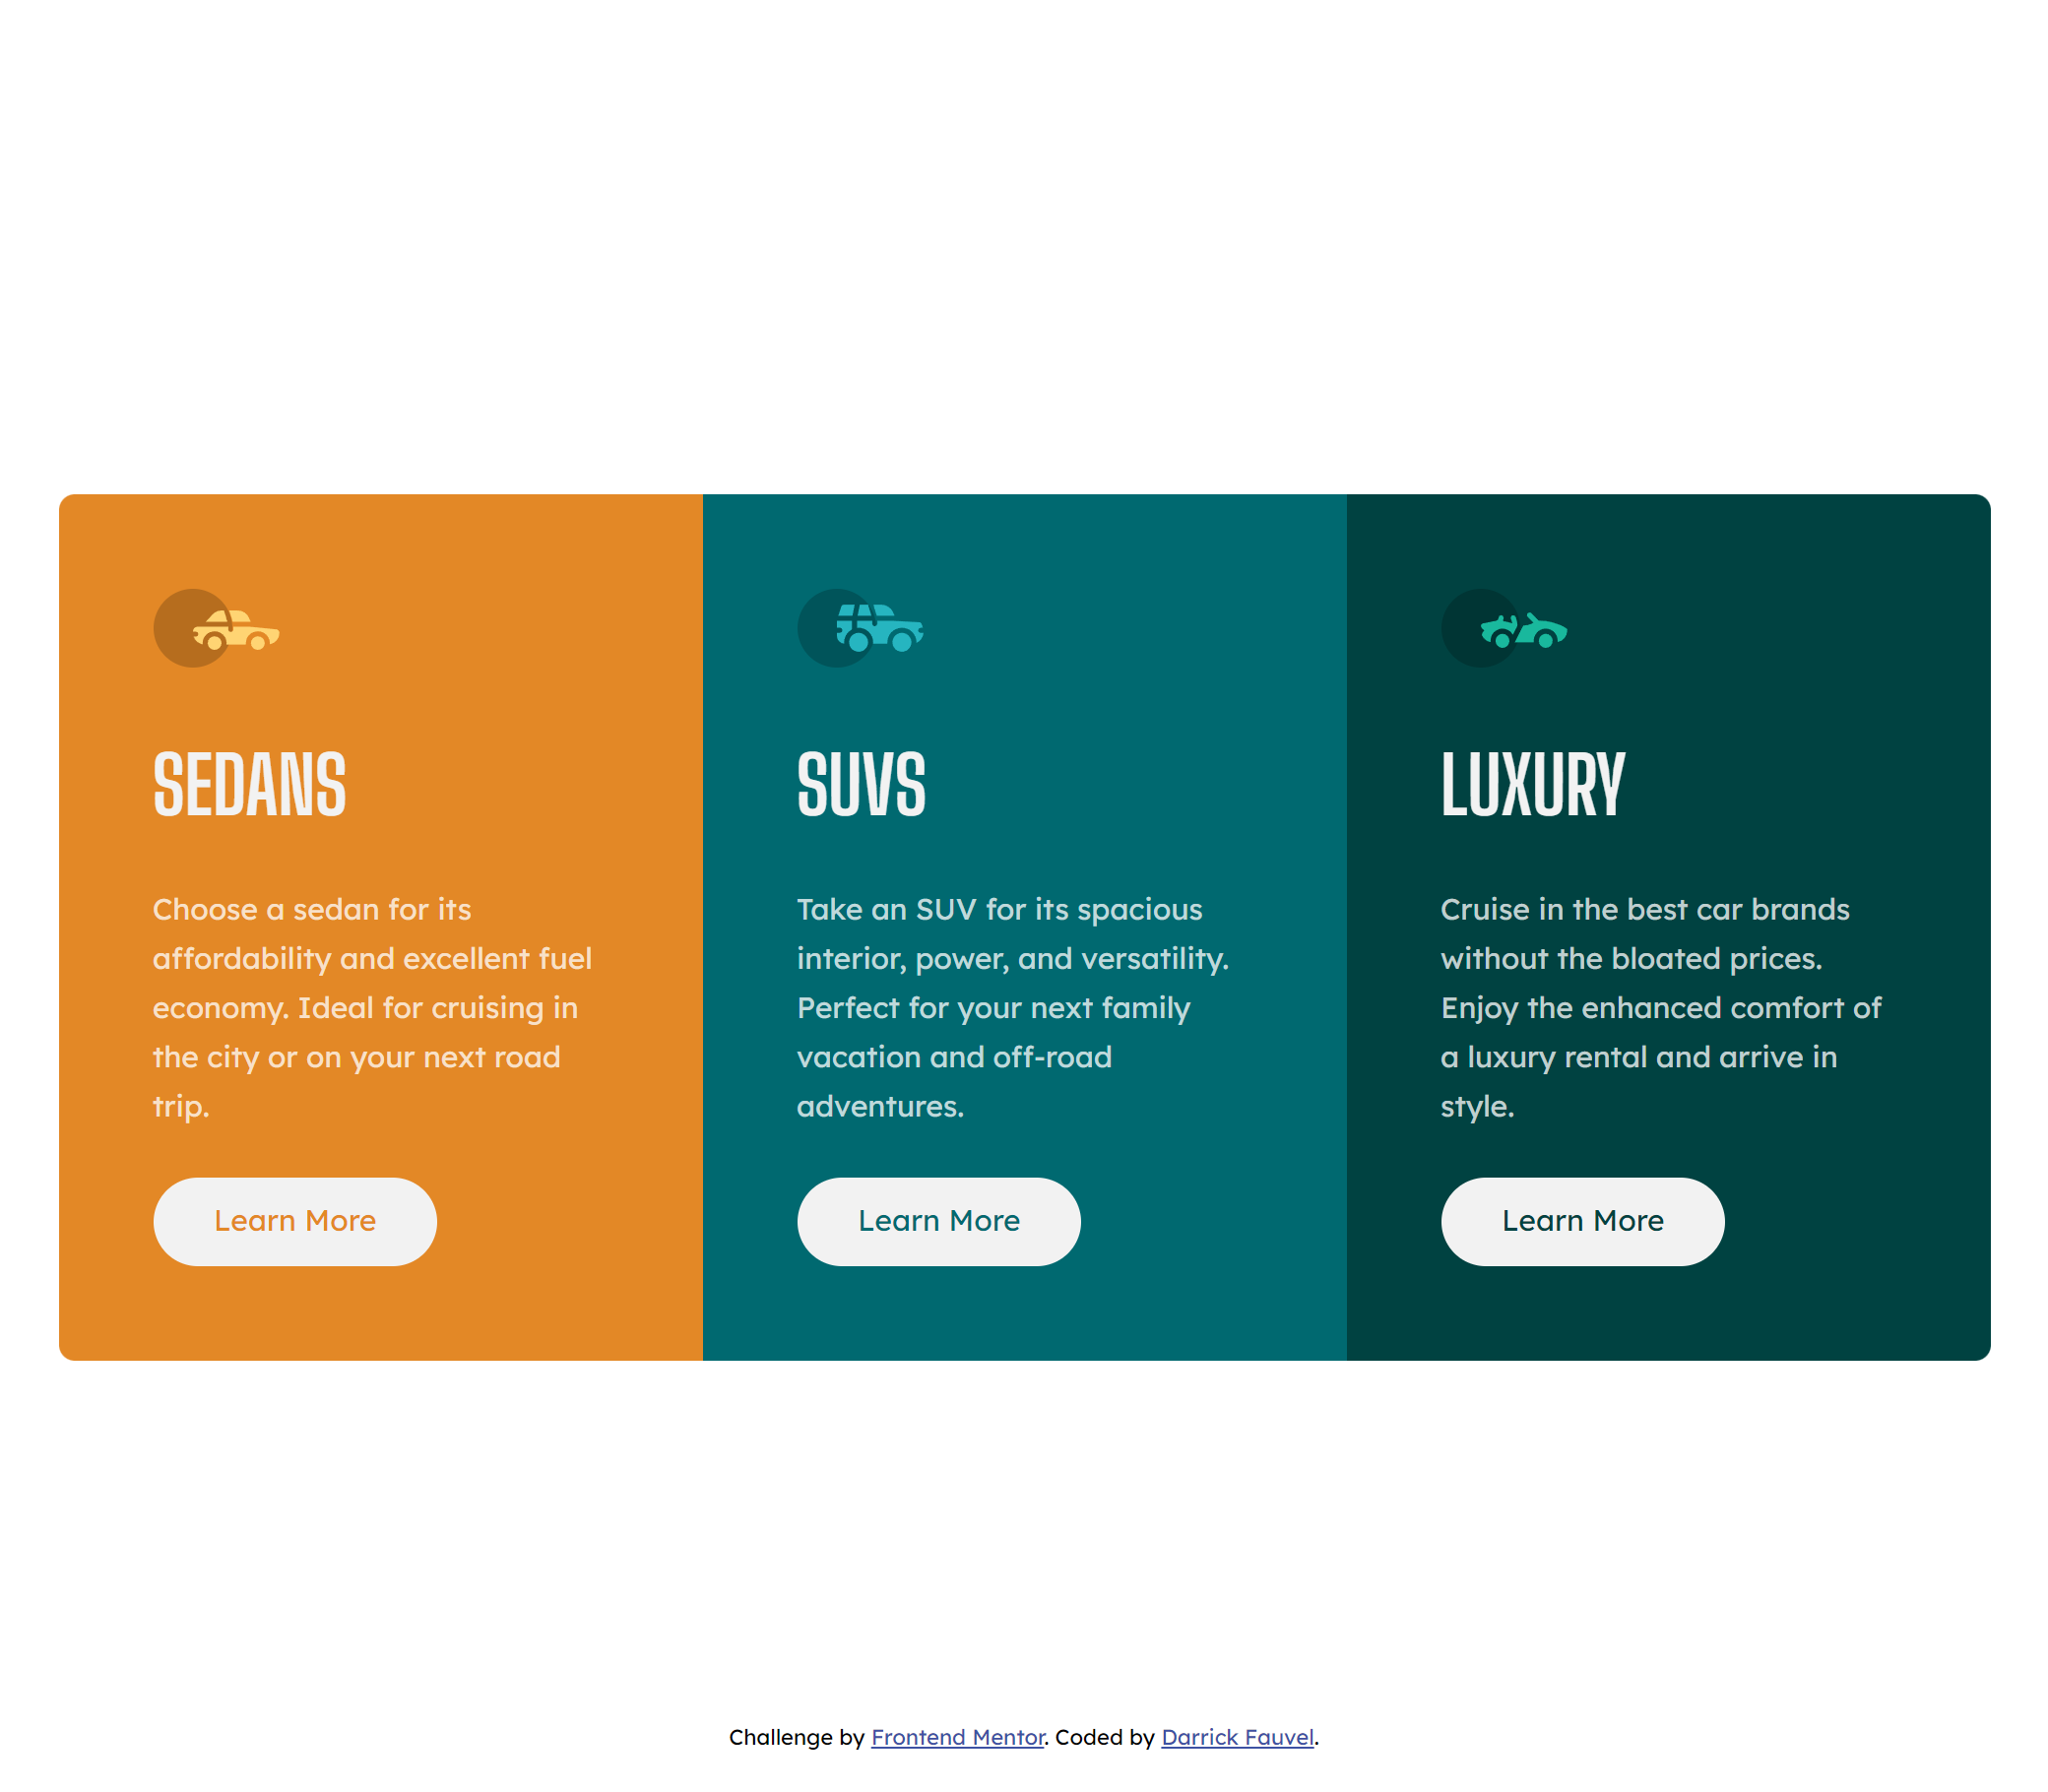 SEDANS
Choose a sedan for its
affordability and excellent fuel
economy. Ideal for cruising in
the city or on your next road
trip.
Learn More
SUVS
Take an SUV for its spacious
interior, power, and versatility.
Perfect for your next family
vacation and off-road
adventures.
Learn More
LUXURY
Cruise in the best car brands
without the bloated prices.
Enjoy the enhanced comfort of
a luxury rental and arrive in
style.
Learn More
Challenge by Frontend Mentor. Coded by Darrick Fauvel.